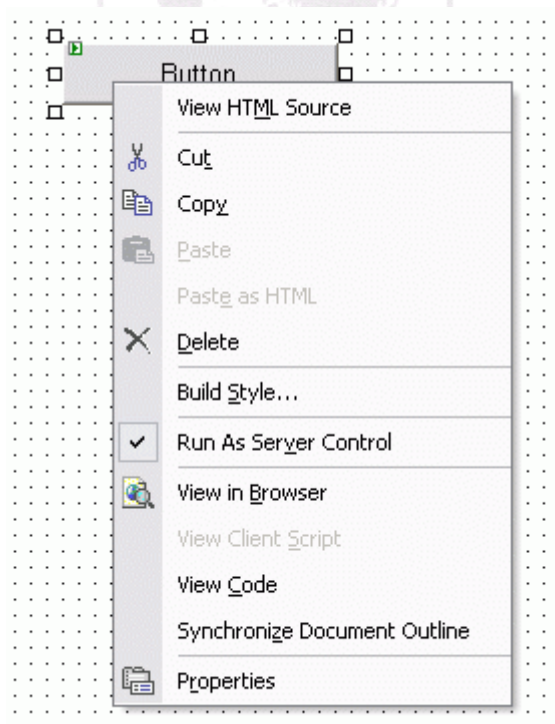 Button
View HTML Source
Cut
Copy
Paste
Paste as HTML
Delete
Build Style...
Run As Server Control
View in Browser
View Client Script
View Code
Synchronize Document Outline
Properties